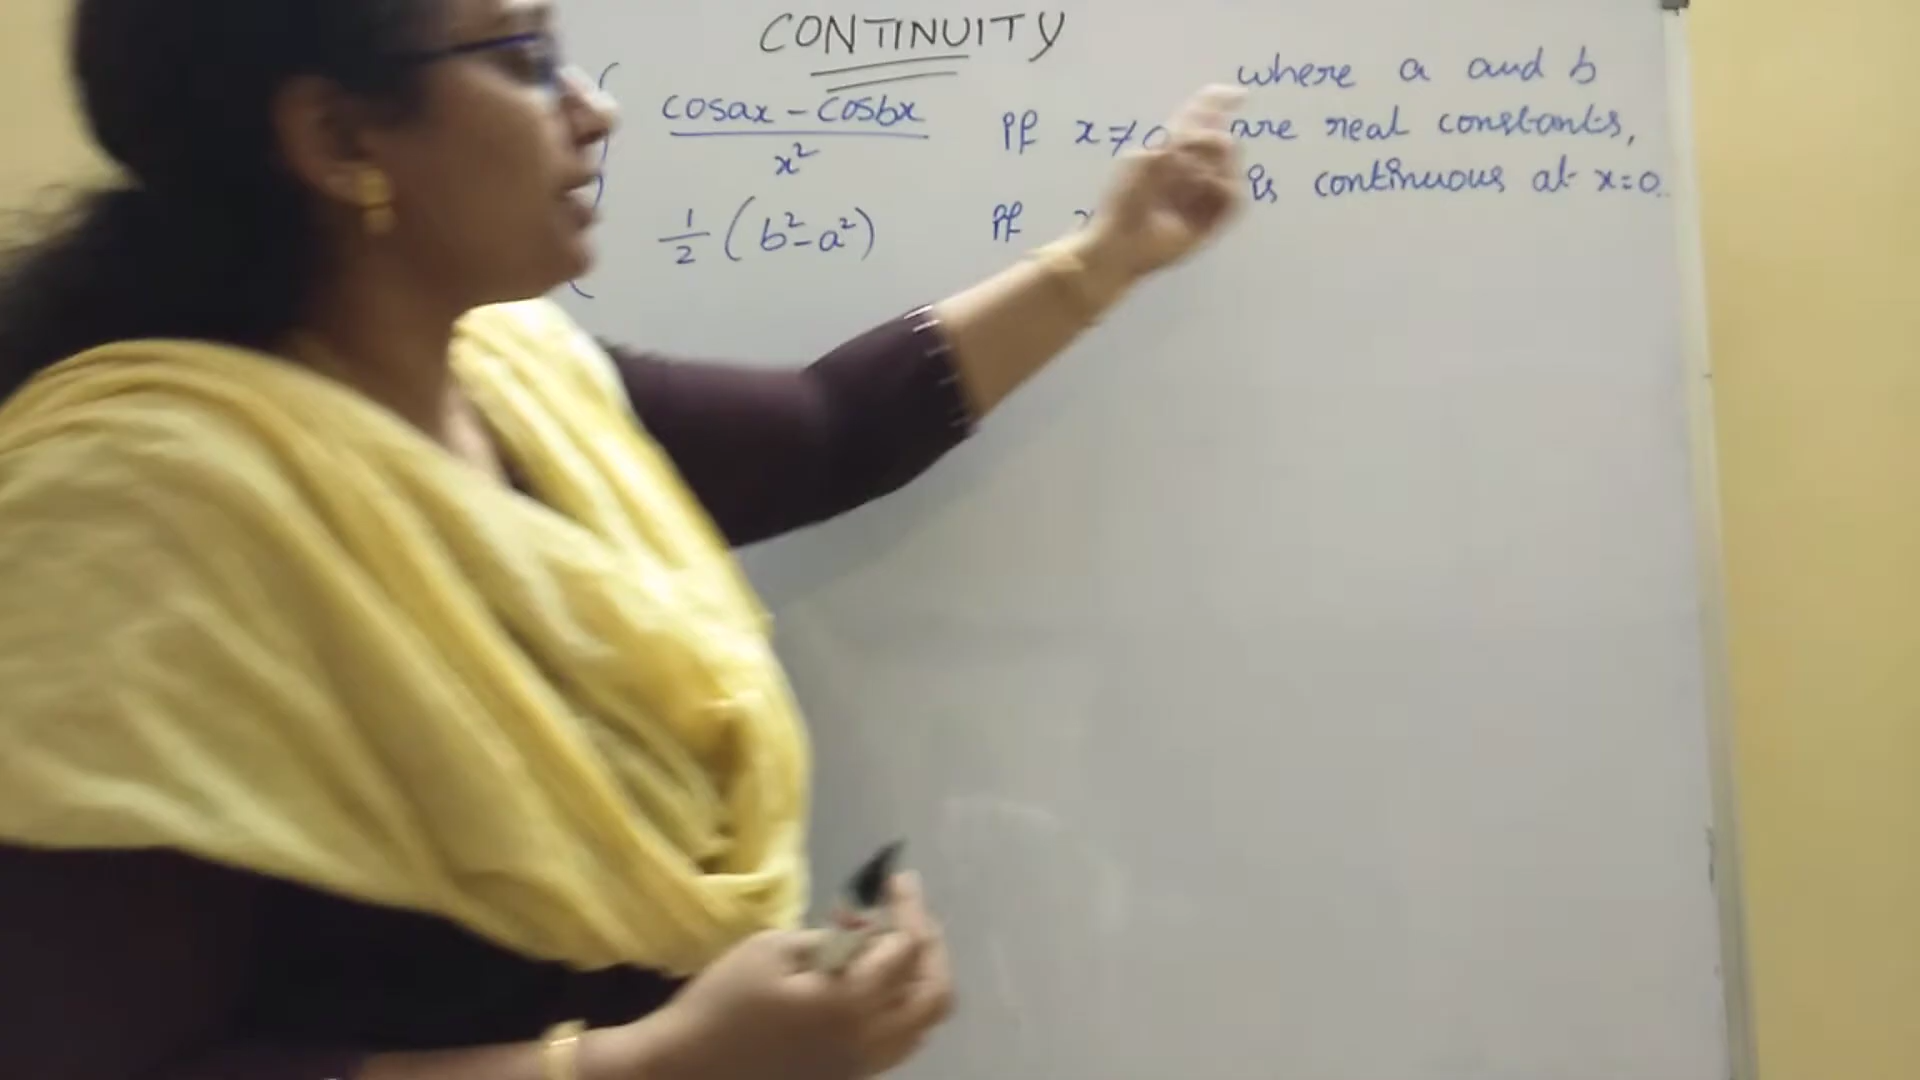 CONTINUITY
cosax - cosbx / x² if x ≠ 0
1/2 (b² - a²) if x
where a and b
are real constants,
is continuous at x=0.